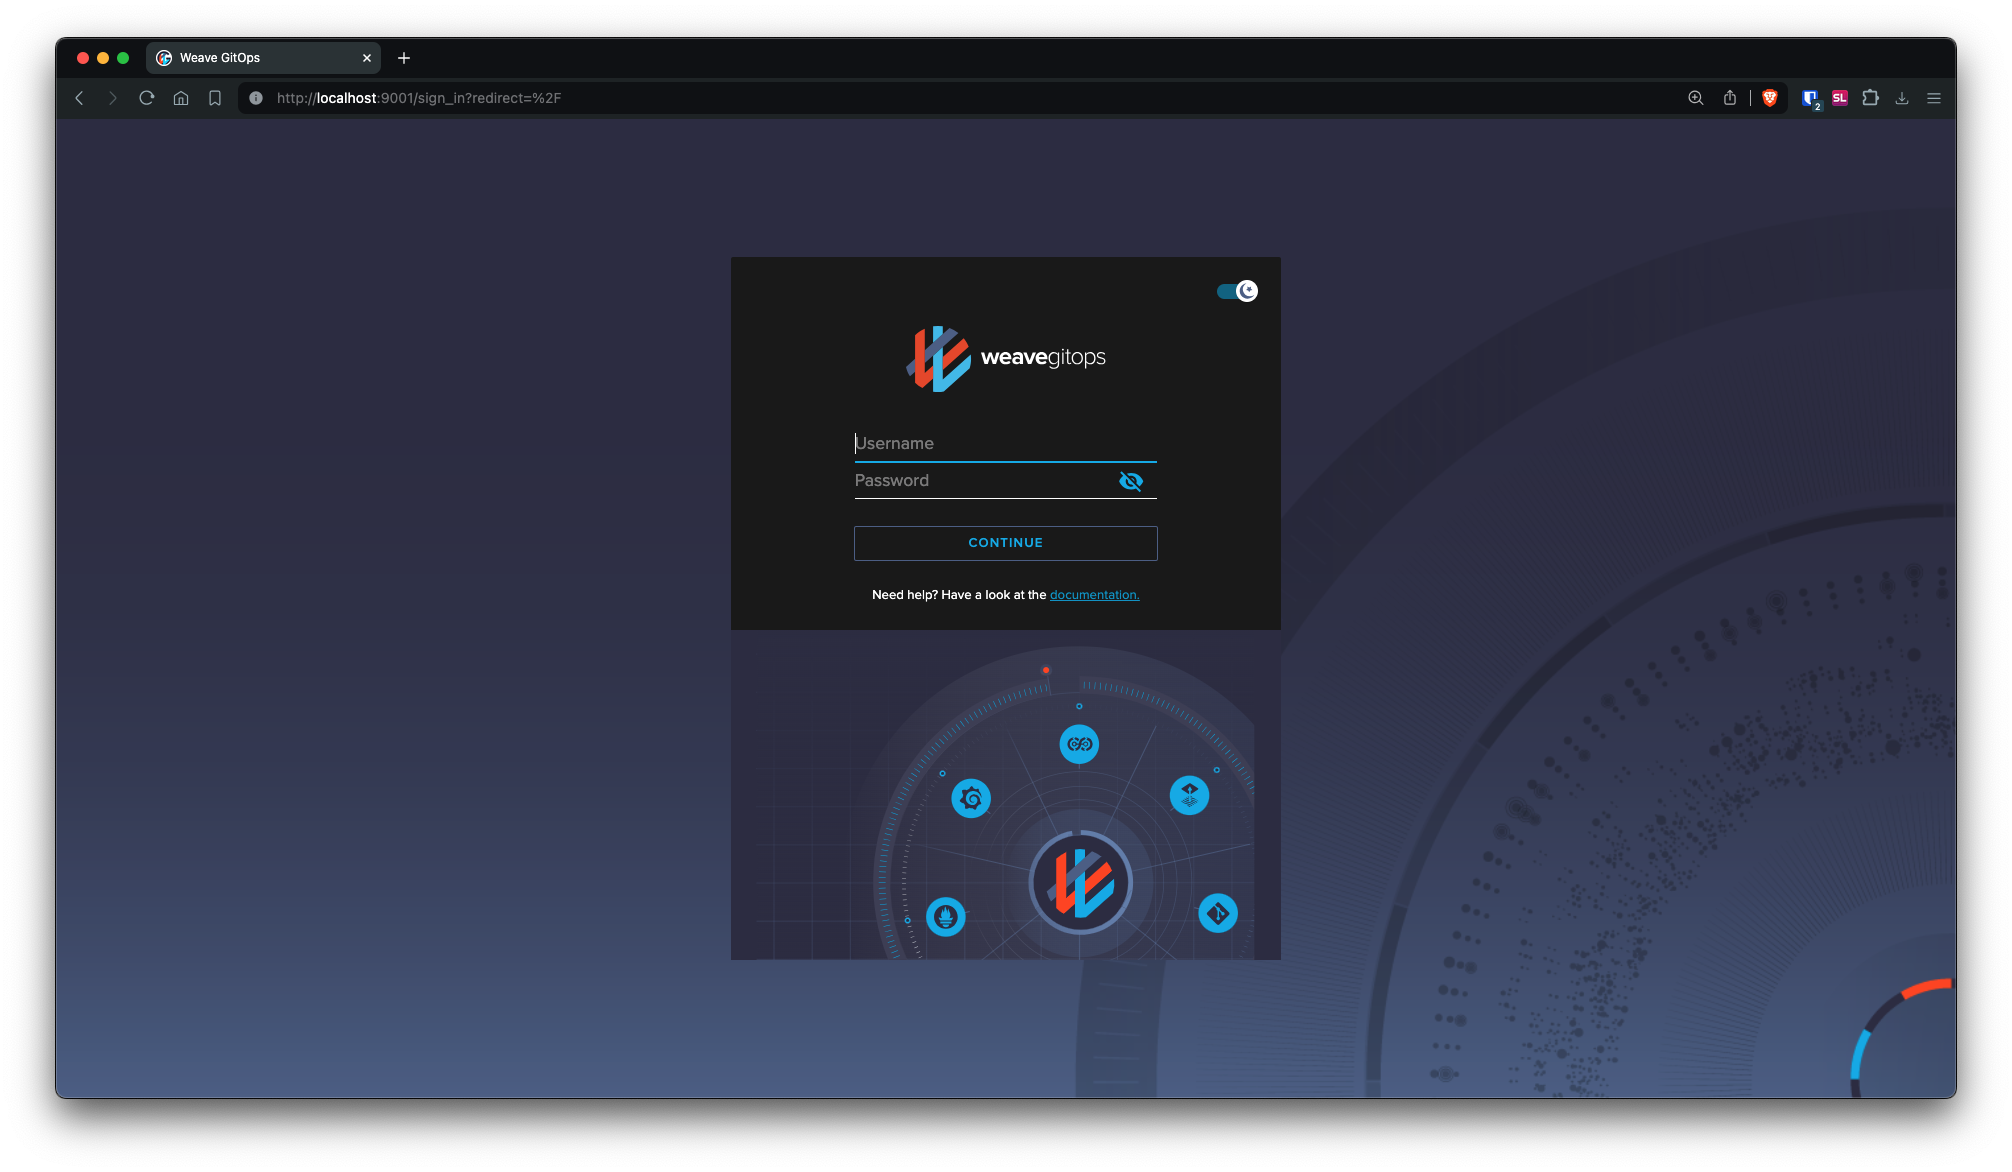 Weave GitOps
http://localhost:9001/sign_in?redirect=%2F
2
SL
weavegitops
Username
Password
CONTINUE
Need help? Have a look at the documentation.